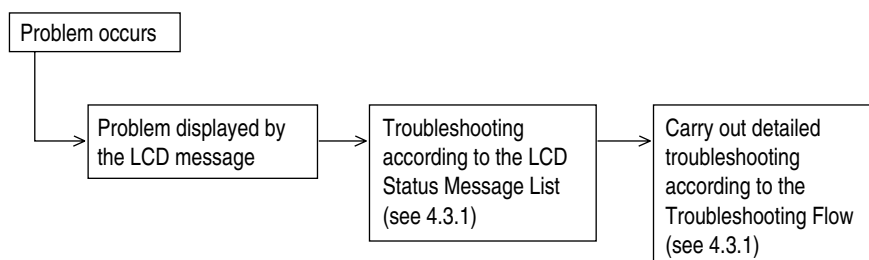 Problem occurs
Problem displayed by
the LCD message
Troubleshooting
according to the LCD
Status Message List
(see 4.3.1)
Carry out detailed
troubleshooting
according to the
Troubleshooting Flow
(see 4.3.1)